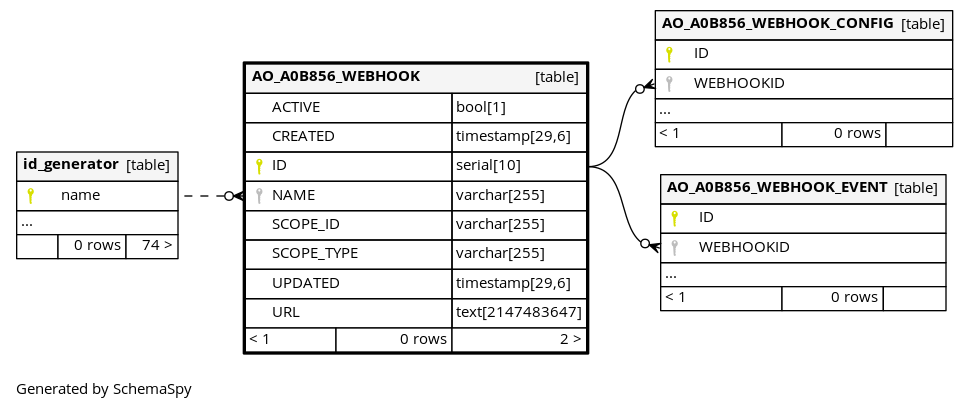 id_generator [table]
name
...
0 rows 74 >
AO_A0B856_WEBHOOK [table]
ACTIVE bool[1]
CREATED timestamp[29,6]
ID serial[10]
NAME varchar[255]
SCOPE_ID varchar[255]
SCOPE_TYPE varchar[255]
UPDATED timestamp[29,6]
URL text[2147483647]
< 1 0 rows 2 >
AO_A0B856_WEBHOOK_CONFIG [table]
ID
WEBHOOKID
...
< 1 0 rows
AO_A0B856_WEBHOOK_EVENT [table]
ID
WEBHOOKID
...
< 1 0 rows
Generated by SchemaSpy